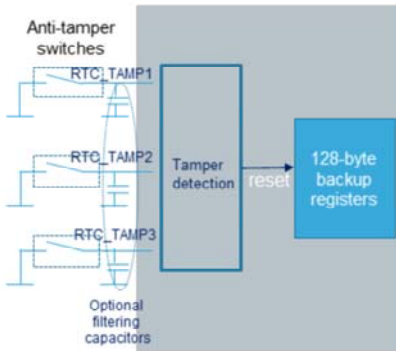 Anti-tamper
switches
RTC_TAMP1
RTC_TAMP2
RTC_TAMP3
Tamper
detection
reset
128-byte
backup
registers
Optional
filtering
capacitors